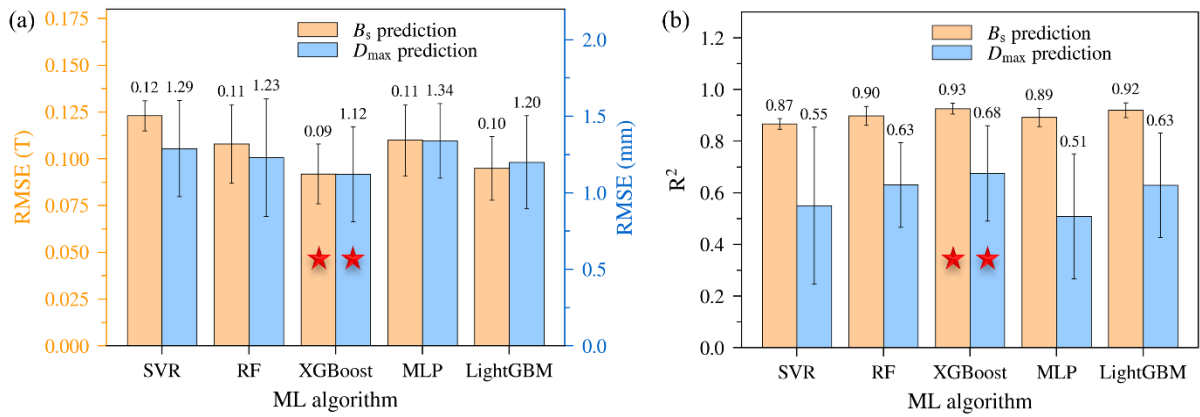 (a)
B_s prediction
D_max prediction
0.175
0.150
0.125
0.100
0.075
0.050
0.025
0.000
RMSE (T)
0.12 1.29
0.11 1.23
0.09 1.12
0.11 1.34
0.10 1.20
2.0
1.5
1.0
0.5
0.0
RMSE (mm)
SVR RF XGBoost MLP LightGBM
ML algorithm
(b)
B_s prediction
D_max prediction
1.2
1.0
0.8
0.6
0.4
0.2
0.0
R²
0.87 0.55
0.90 0.63
0.93 0.68
0.89 0.51
0.92 0.63
SVR RF XGBoost MLP LightGBM
ML algorithm